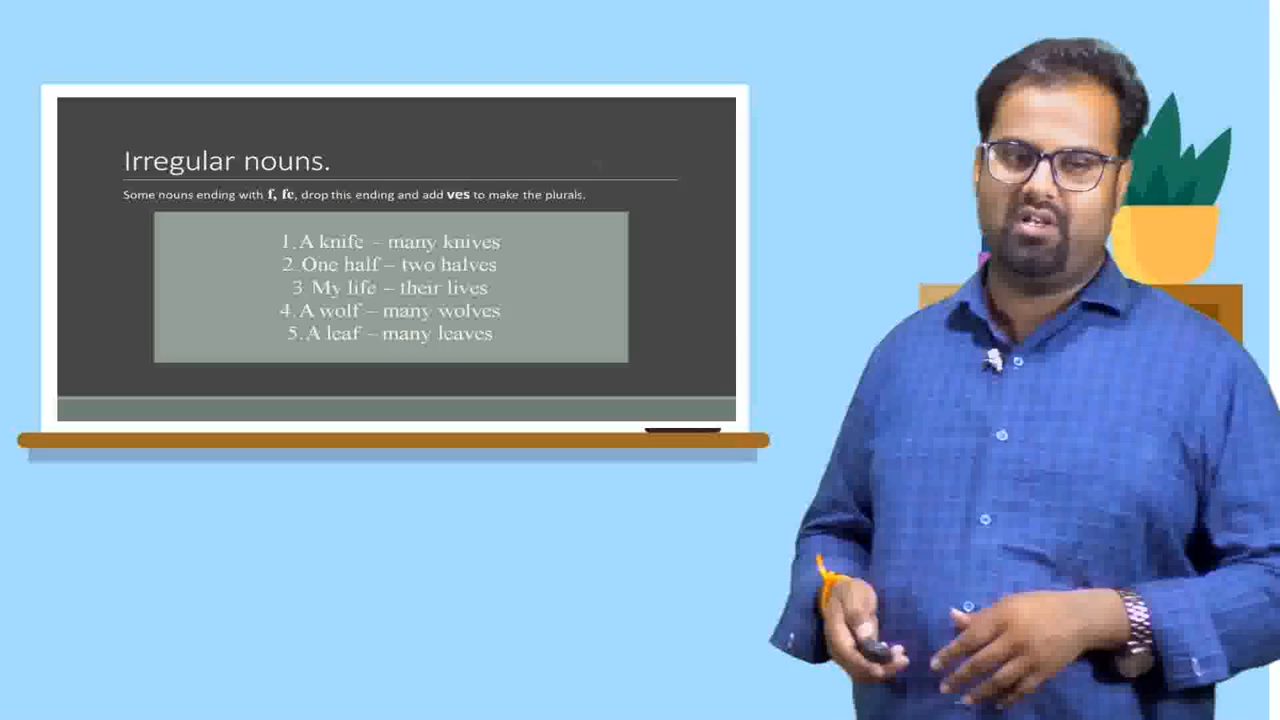 Irregular nouns.
Some nouns ending with f, fe, drop this ending and add ves to make the plurals.
1. A knife – many knives
2. One half – two halves
3 My life – their lives
4. A wolf – many wolves
5. A leaf – many leaves